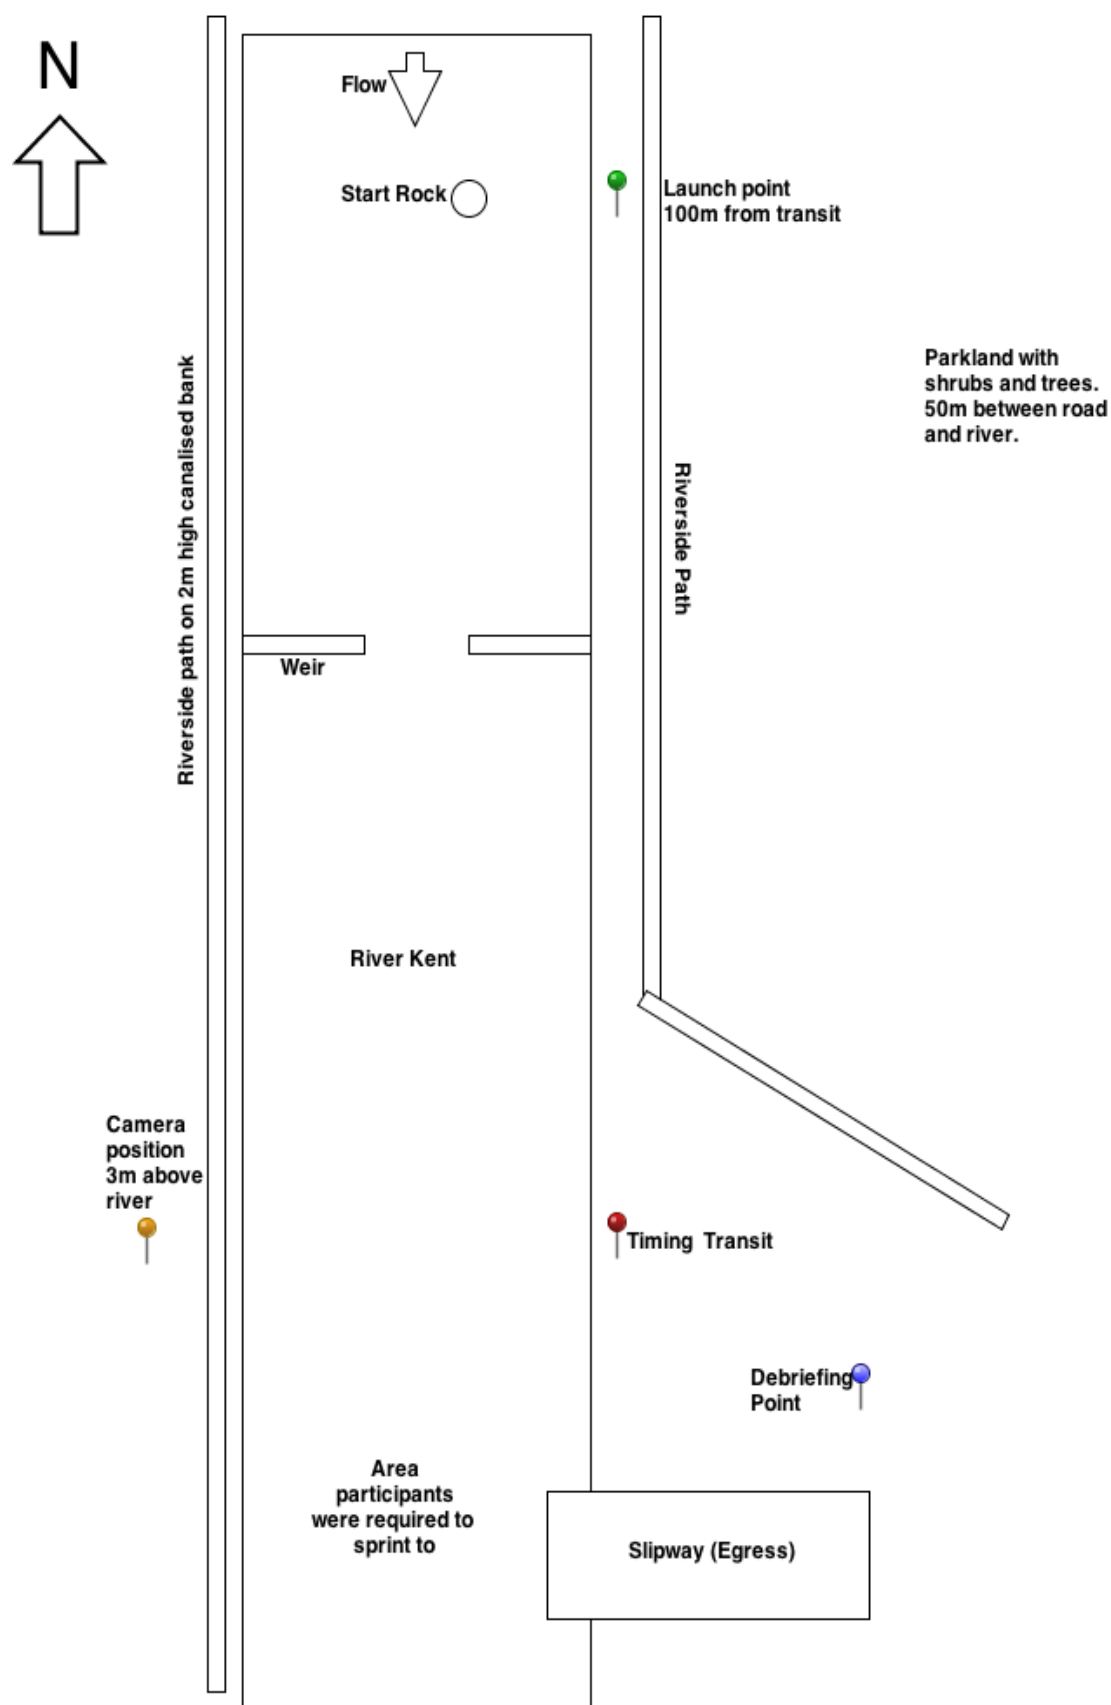 N
Flow
Start Rock
Launch point
100m from transit
Parkland with
shrubs and trees.
50m between road
and river.
Riverside path on 2m high canalised bank
Riverside Path
Weir
River Kent
Camera
position
3m above
river
Timing Transit
Debriefing
Point
Area
participants
were required to
sprint to
Slipway (Egress)